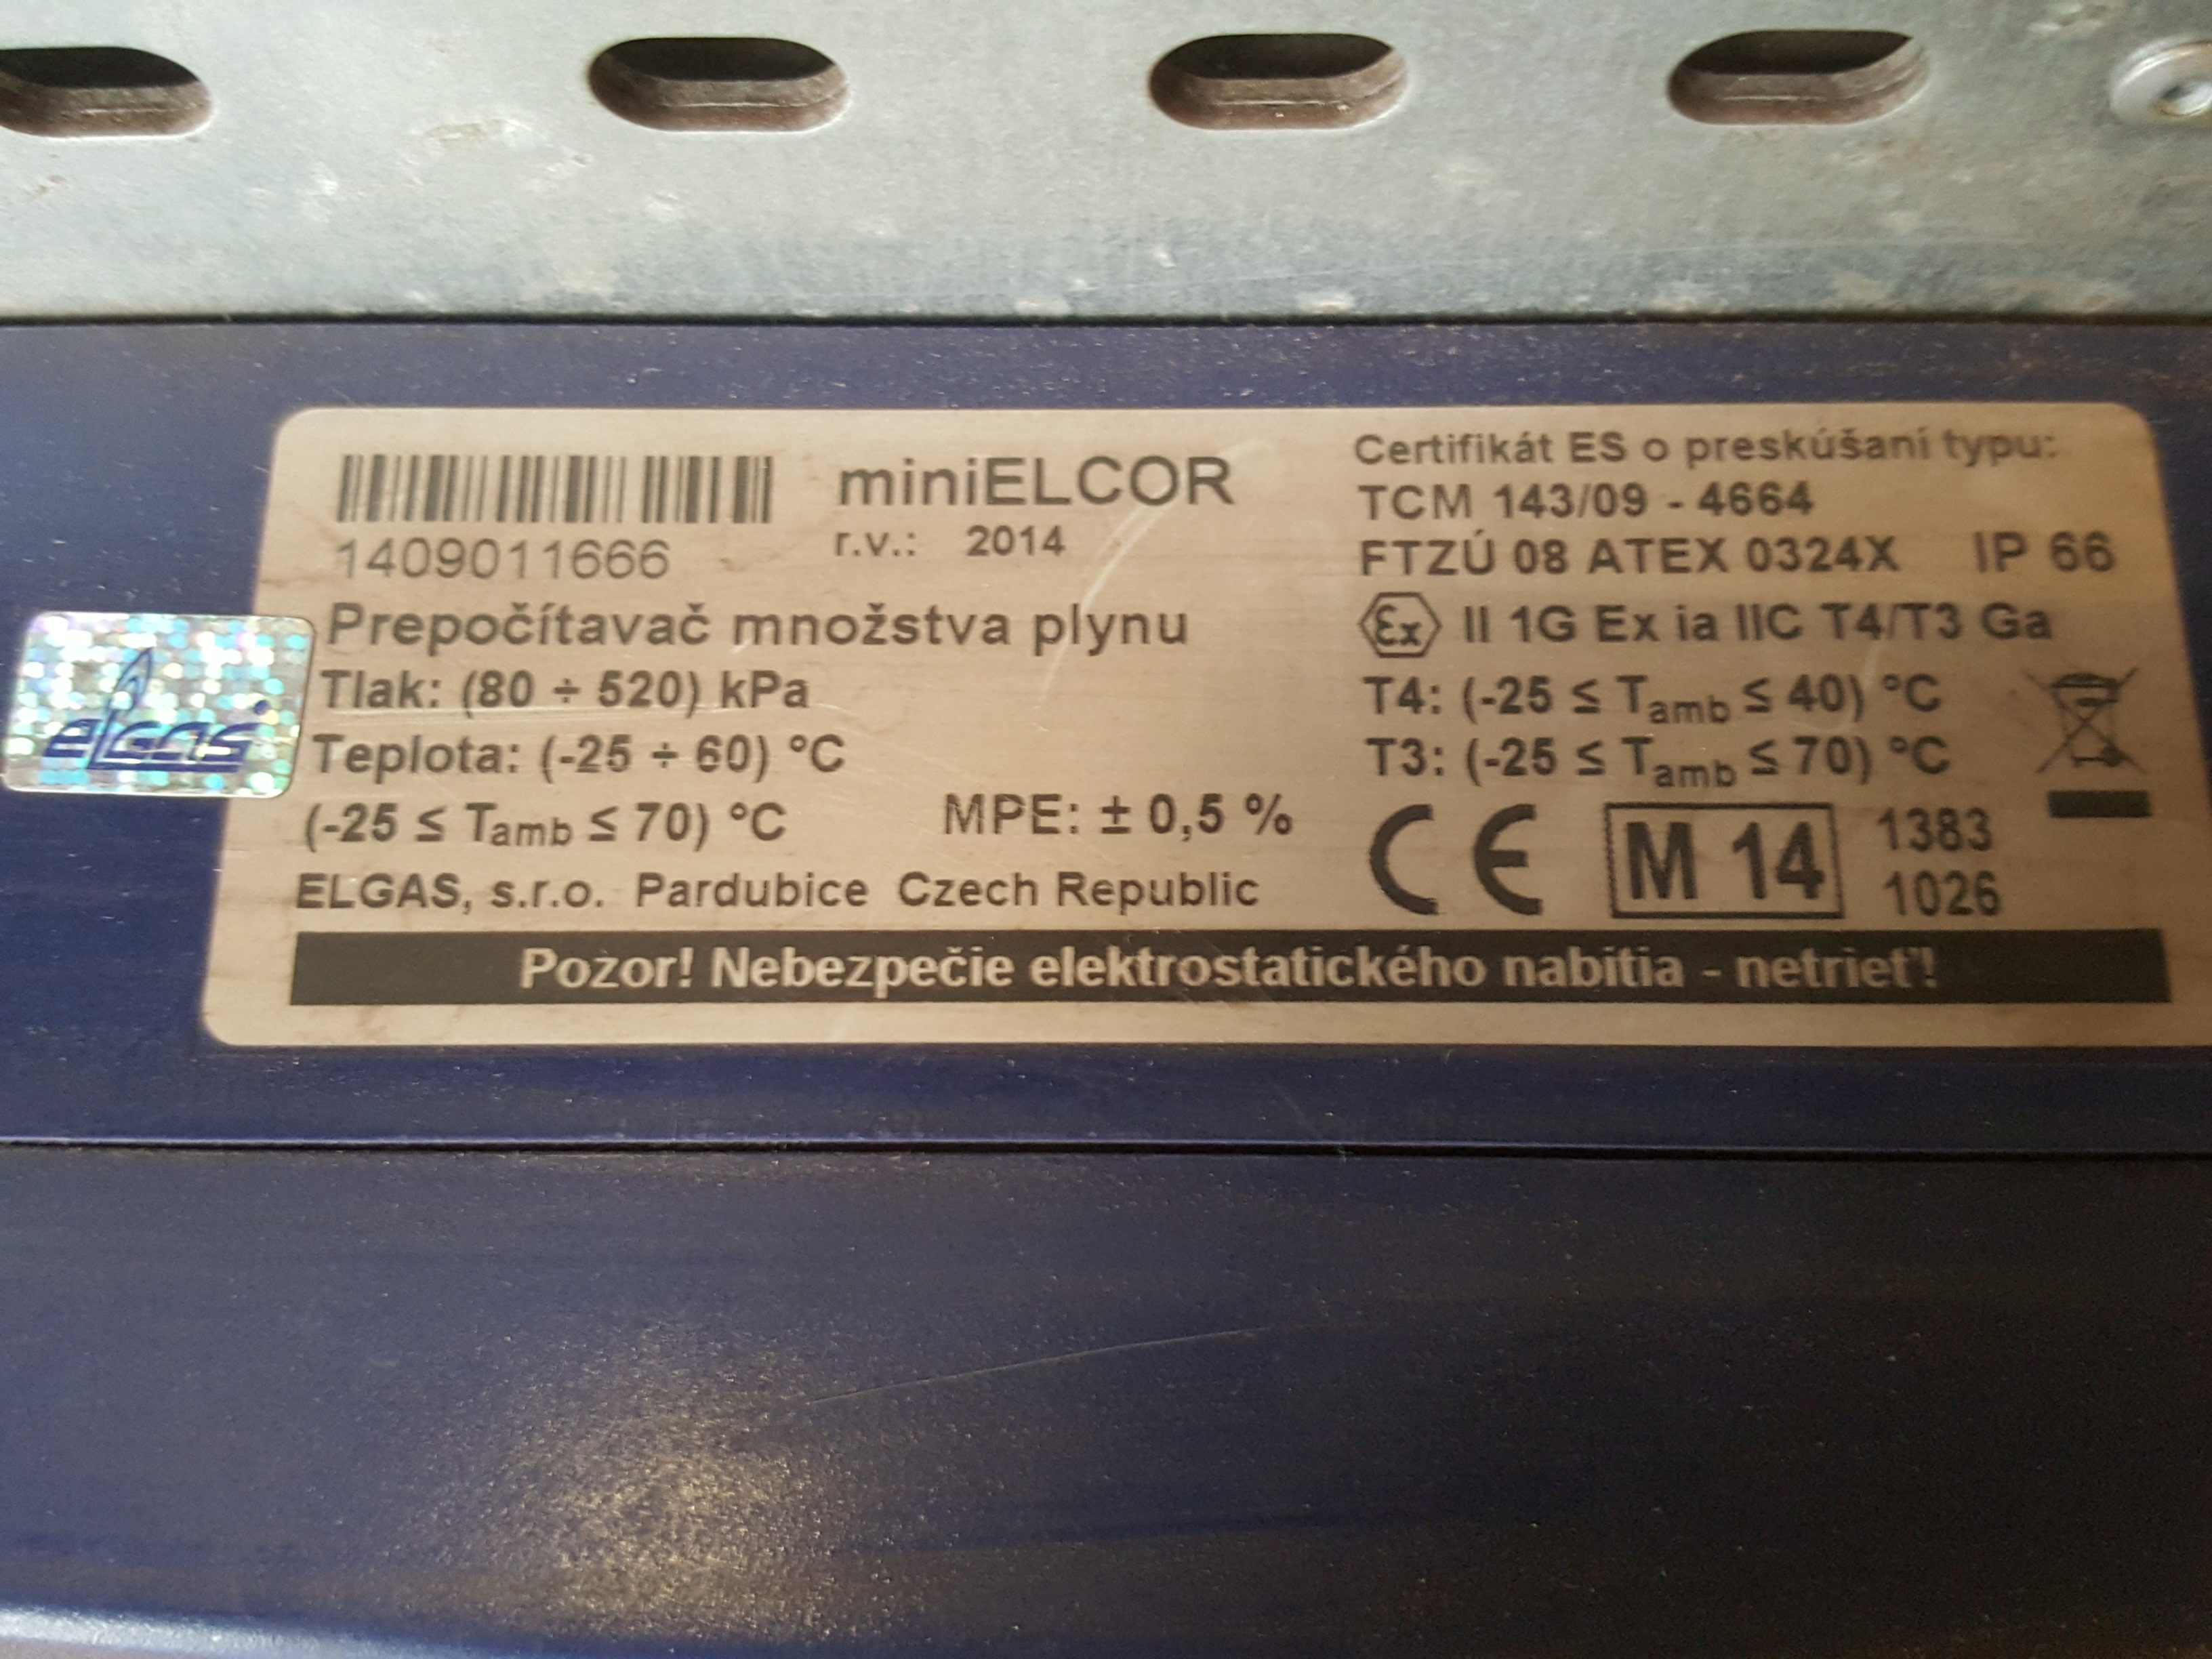 miniELCOR
r.v.: 2014
1409011666
Prepočítavač množstva plynu
Tlak: (80 ÷ 520) kPa
Teplota: (-25 ÷ 60) °C
(-25 ≤ Tamb ≤ 70) °C MPE: ± 0,5 %
ELGAS, s.r.o. Pardubice Czech Republic
elgas
Certifikát ES o preskúšaní typu:
TCM 143/09 - 4664
FTZÚ 08 ATEX 0324X IP 66
Ex II 1G Ex ia IIC T4/T3 Ga
T4: (-25 ≤ Tamb ≤ 40) °C
T3: (-25 ≤ Tamb ≤ 70) °C
CE M 14 1383
1026
Pozor! Nebezpečie elektrostatického nabitia - netrieť!